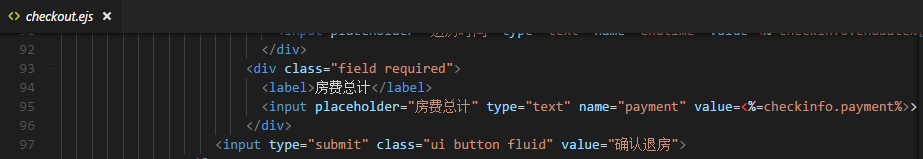 <> checkout.ejs ×
92 </div>
93 <div class="field required">
94 <label>房费总计</label>
95 <input placeholder="房费总计" type="text" name="payment" value=<%=checkinfo.payment%>>
96 </div>
97 <input type="submit" class="ui button fluid" value="确认退房">